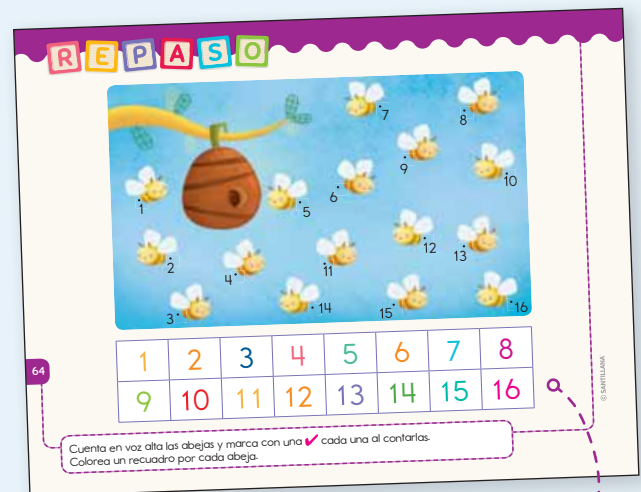 REPASO
7
8
9
10
1
5
6
2
4
11
12
13
3
14
15
16
1 2 3 4 5 6 7 8
9 10 11 12 13 14 15 16
64
© SANTILLANA
Cuenta en voz alta las abejas y marca con una ✔ cada una al contarlas.
Colorea un recuadro por cada abeja.